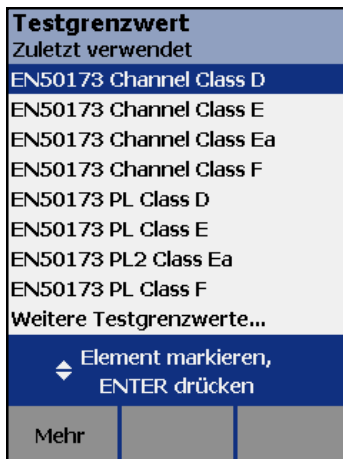 Testgrenzwert
Zuletzt verwendet
EN50173 Channel Class D
EN50173 Channel Class E
EN50173 Channel Class Ea
EN50173 Channel Class F
EN50173 PL Class D
EN50173 PL Class E
EN50173 PL2 Class Ea
EN50173 PL Class F
Weitere Testgrenzwerte...
Element markieren,
ENTER drücken
Mehr